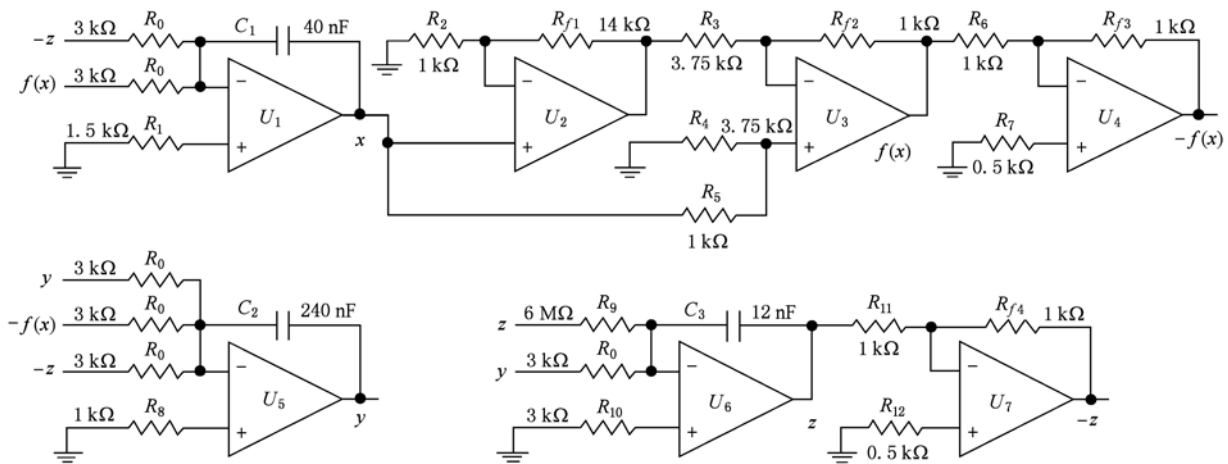 -z 3 kΩ R0 C1 40 nF
f(x) 3 kΩ R0
1.5 kΩ R1 U1 x
− +
R2 1 kΩ Rf1 14 kΩ
U2
− +
R3 3.75 kΩ Rf2 1 kΩ
R4 3.75 kΩ U3 f(x)
− +
R5 1 kΩ
R6 1 kΩ Rf3 1 kΩ
R7 0.5 kΩ U4 -f(x)
− +
y 3 kΩ R0
-f(x) 3 kΩ R0 C2 240 nF
-z 3 kΩ R0
1 kΩ R8 U5 y
− +
z 6 MΩ R9 C3 12 nF
y 3 kΩ R0
3 kΩ R10 U6 z
− +
R11 1 kΩ Rf4 1 kΩ
R12 0.5 kΩ U7 -z
− +